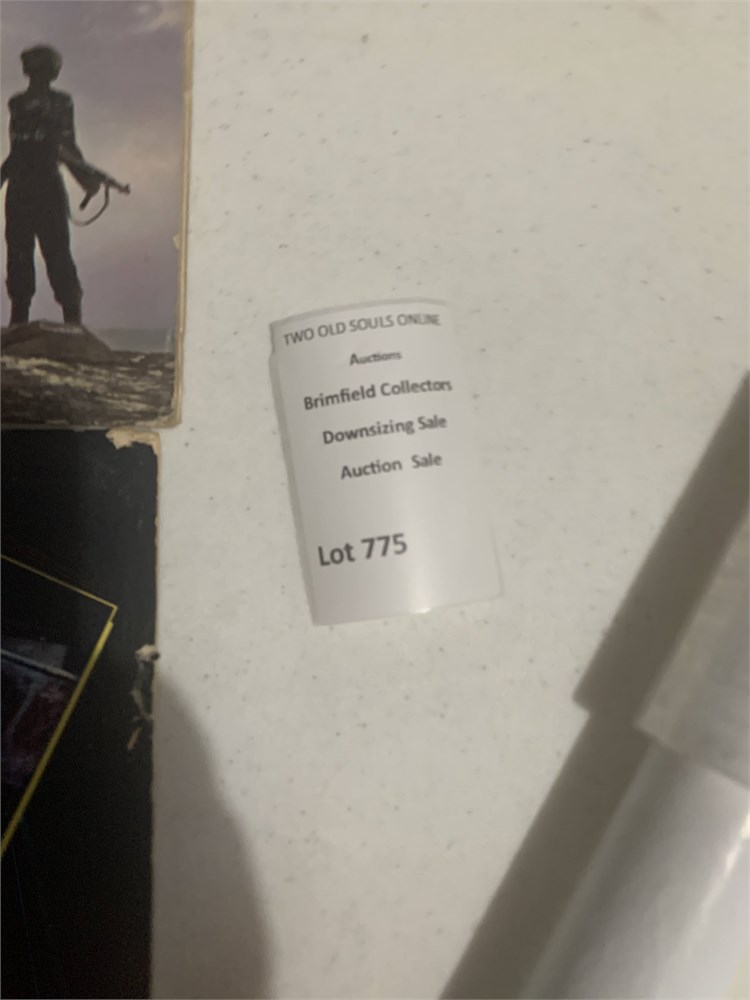 TWO OLD SOULS ONLINE
Auctions
Brimfield Collectors
Downsizing Sale
Auction Sale
Lot 775